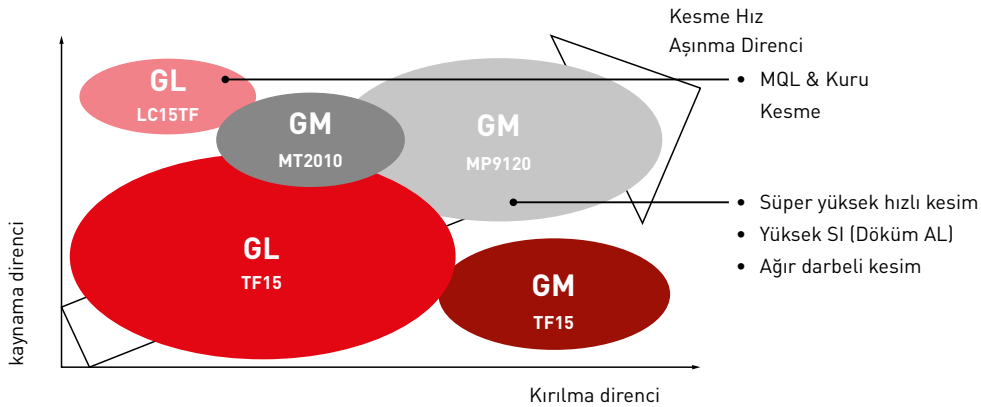 Kesme Hız
Aşınma Direnci
• MQL & Kuru
Kesme
GL
LC15TF
GM
MT2010
GM
MP9120
• Süper yüksek hızlı kesim
• Yüksek SI (Döküm AL)
• Ağır darbeli kesim
GL
TF15
GM
TF15
kaynama direnci
Kırılma direnci